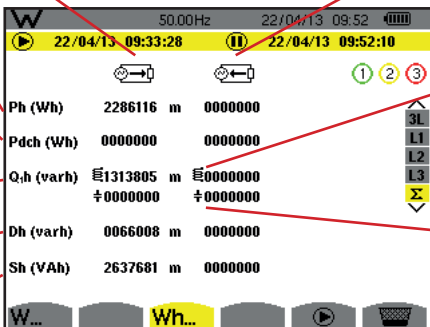 W 50.00Hz 22/04/13 09:52
22/04/13 09:33:28 22/04/13 09:52:10
1 2 3
Ph (Wh) 2286116 m 0000000
3L
Pdch (Wh) 0000000 0000000
L1
L2
Q₁h (varh) 1313805 m 0000000
L3
0000000 0000000
Σ
Dh (varh) 0066008 m 0000000
Sh (VAh) 2637681 m 0000000
W... Wh...